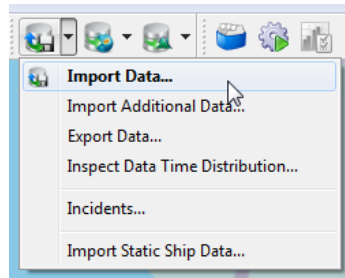 Import Data...
Import Additional Data...
Export Data...
Inspect Data Time Distribution...
Incidents...
Import Static Ship Data...